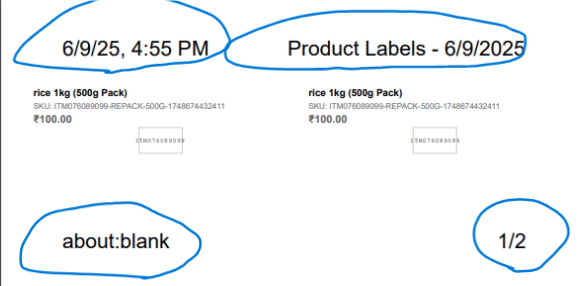 6/9/25, 4:55 PM Product Labels - 6/9/2025
rice 1kg (500g Pack) rice 1kg (500g Pack)
SKU: ITM076089099-REPACK-500G-1748674432411 SKU: ITM076089099-REPACK-500G-1748674432411
₹100.00 ₹100.00
ITM076089099 ITM076089099
about:blank 1/2